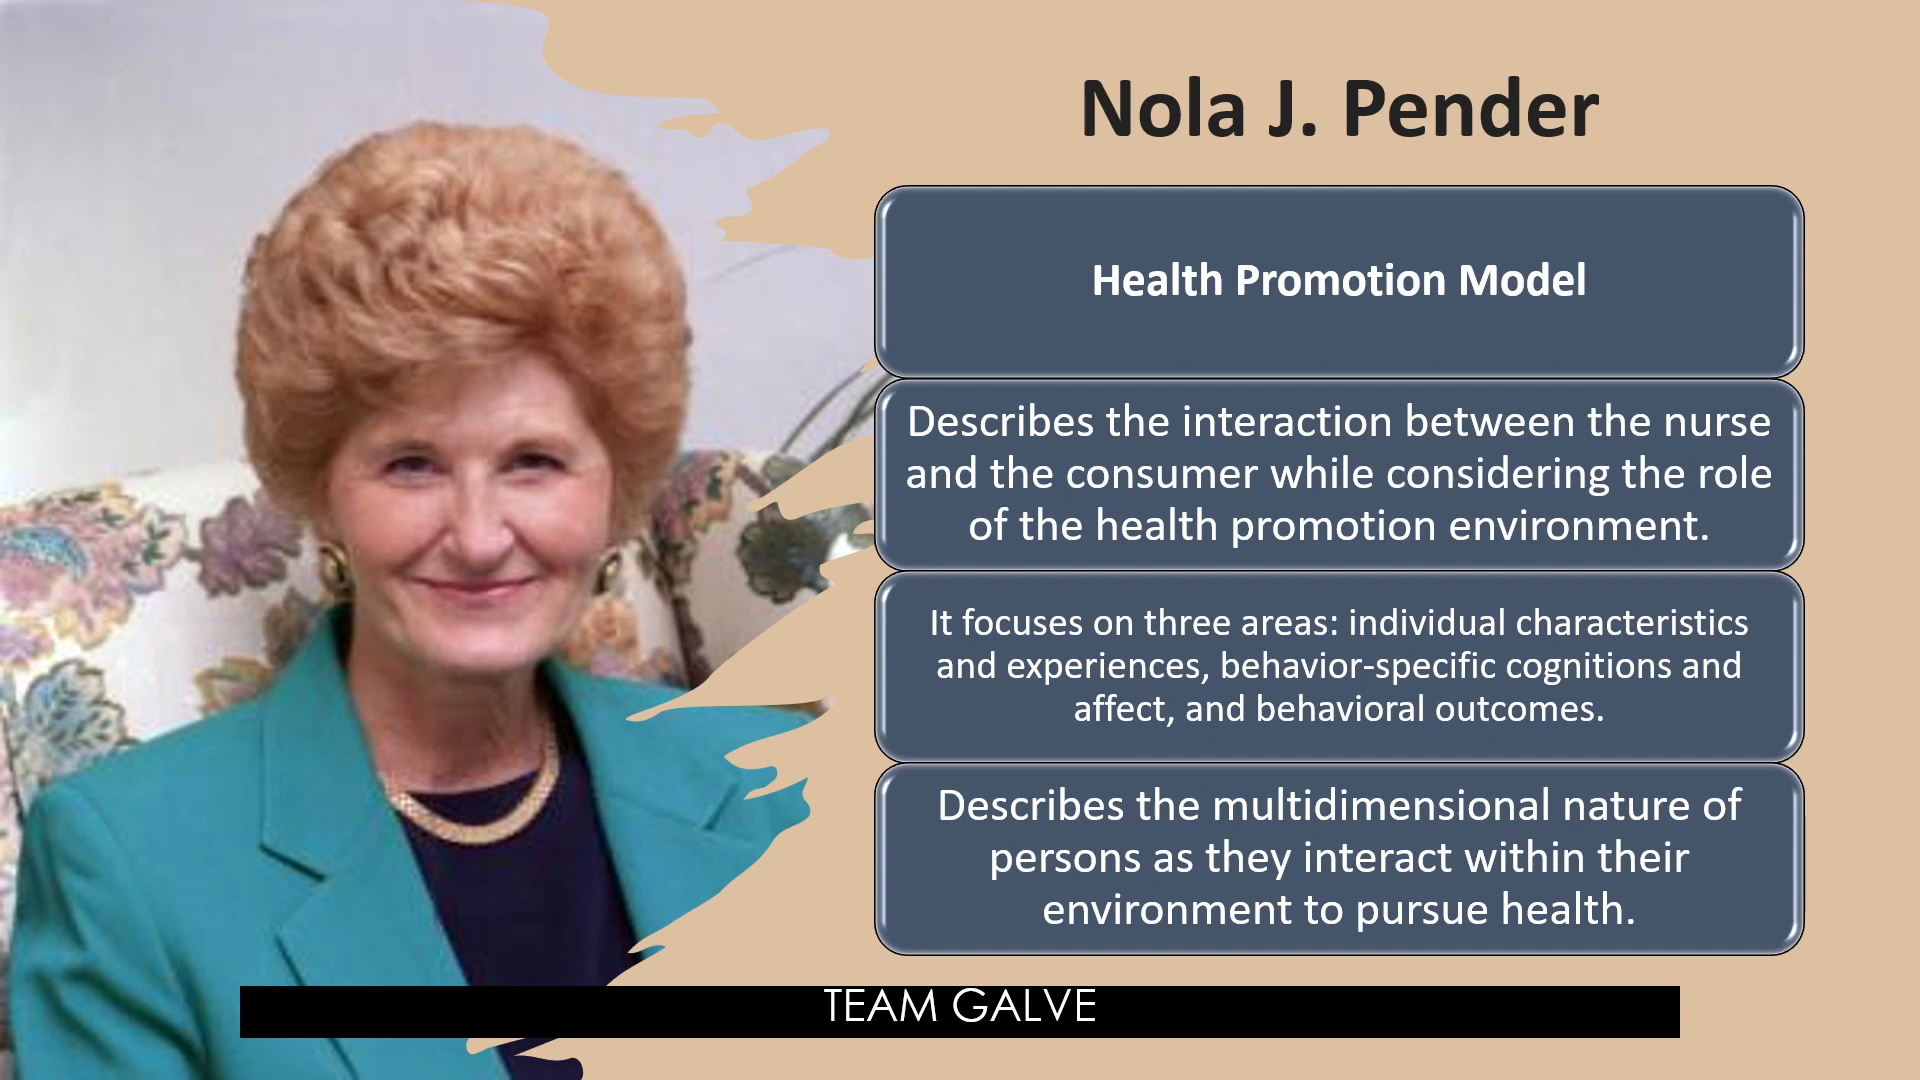 Nola J. Pender
Health Promotion Model
Describes the interaction between the nurse
and the consumer while considering the role
of the health promotion environment.
It focuses on three areas: individual characteristics
and experiences, behavior-specific cognitions and
affect, and behavioral outcomes.
Describes the multidimensional nature of
persons as they interact within their
environment to pursue health.
TEAM GALVE